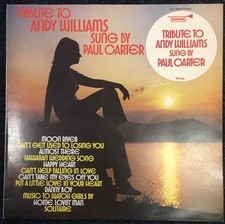 TRIBUTE TO
ANDY WILLIAMS
SUNG BY
PAUL CARTER
TRIBUTE TO
ANDY WILLIAMS
SUNG BY
PAUL CARTER
MOON RIVER
CAN'T GET USED TO LOSING YOU
ALMOST THERE
HAWAIIAN WEDDING SONG
HAPPY HEART
CAN'T HELP FALLING IN LOVE
CAN'T TAKE MY EYES OFF YOU
PUT A LITTLE LOVE IN YOUR HEART
DANNY BOY
MUSIC TO WATCH GIRLS BY
HOME LOVIN' MAN
SOLITAIRE